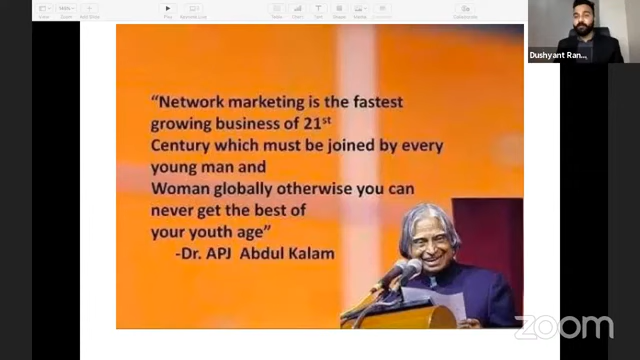 Dushyant Ran...
“Network marketing is the fastest
growing business of 21st
Century which must be joined by every
young man and
Woman globally otherwise you can
never get the best of
your youth age”
-Dr. APJ Abdul Kalam
zoom